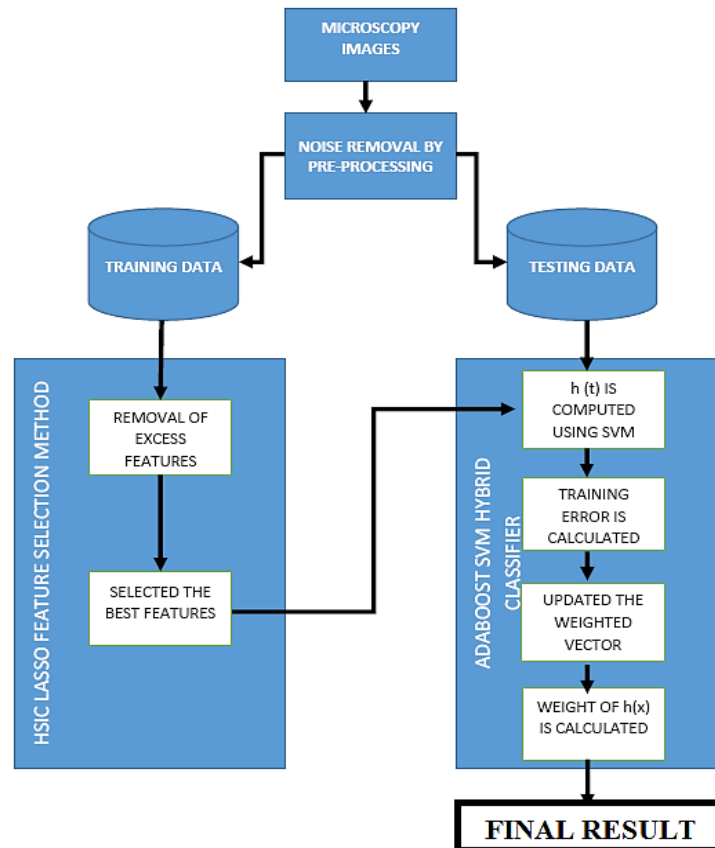 MICROSCOPY
IMAGES
NOISE REMOVAL BY
PRE-PROCESSING
TRAINING DATA
TESTING DATA
HSIC LASSO FEATURE SELECTION METHOD
REMOVAL OF
EXCESS
FEATURES
SELECTED THE
BEST FEATURES
ADABOOST SVM HYBRID
CLASSIFIER
h (t) IS
COMPUTED
USING SVM
TRAINING
ERROR IS
CALCULATED
UPDATED THE
WEIGHTED
VECTOR
WEIGHT OF h(x)
IS CALCULATED
FINAL RESULT